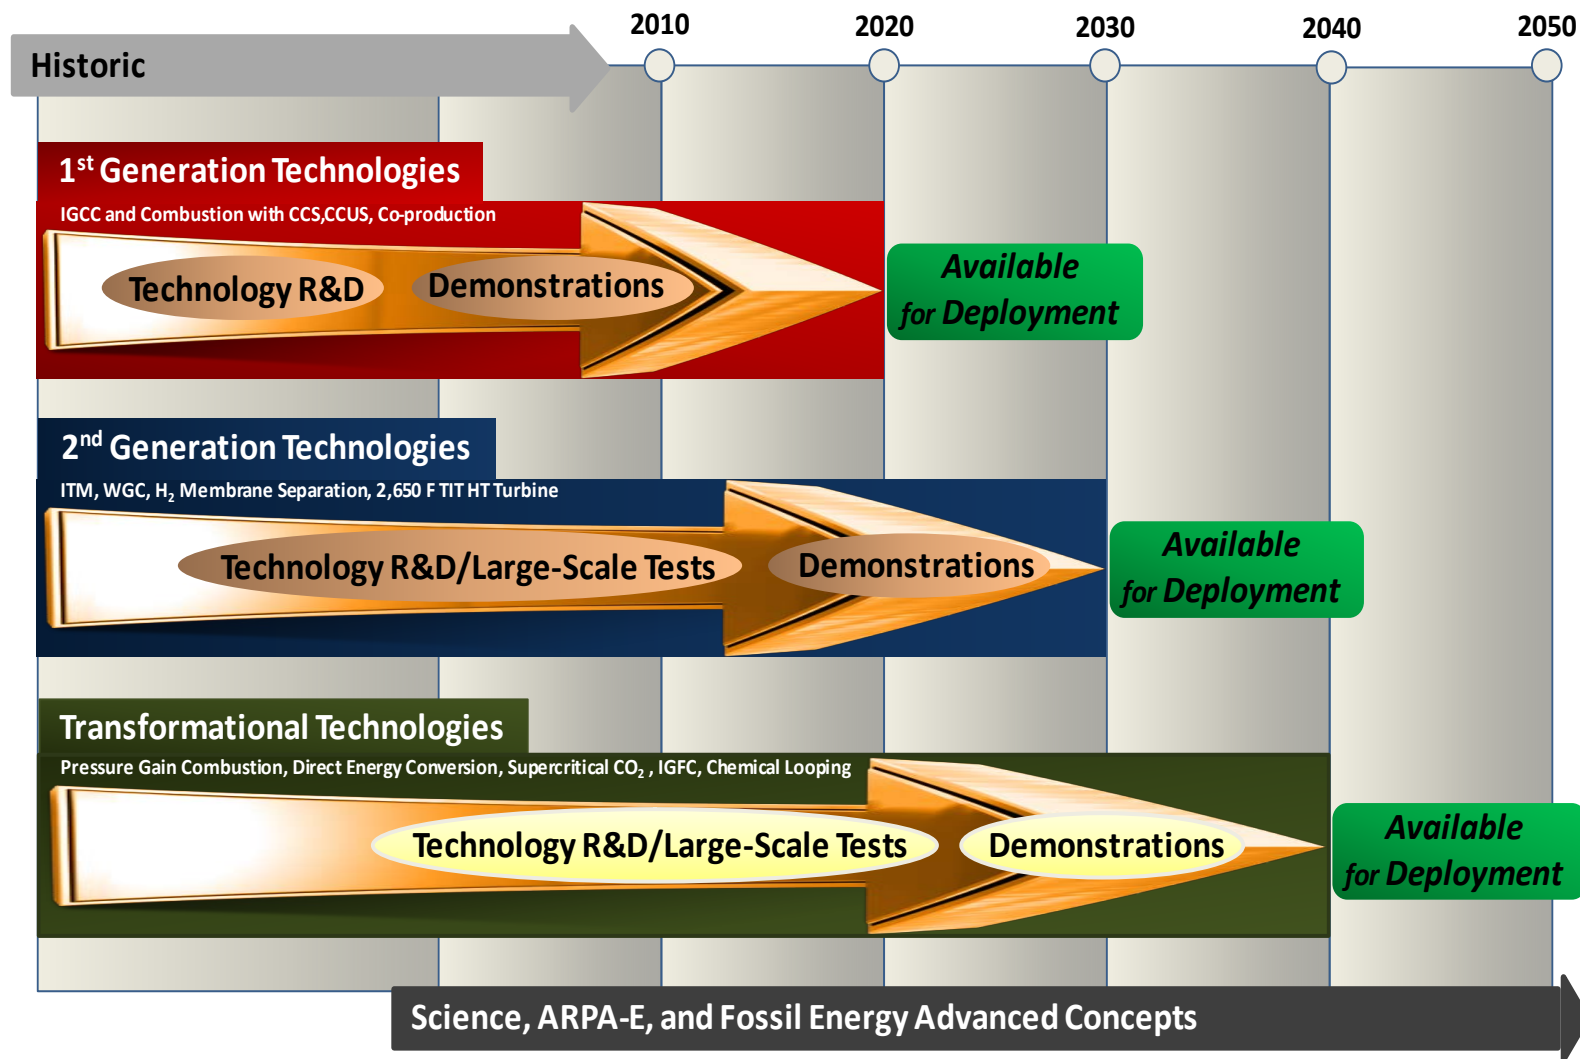 2010 2020 2030 2040 2050
Historic
1st Generation Technologies
IGCC and Combustion with CCS,CCUS, Co-production
Technology R&D
Demonstrations
Available
for Deployment
2nd Generation Technologies
ITM, WGC, H2 Membrane Separation, 2,650 F TIT HT Turbine
Technology R&D/Large-Scale Tests
Demonstrations
Available
for Deployment
Transformational Technologies
Pressure Gain Combustion, Direct Energy Conversion, Supercritical CO2 , IGFC, Chemical Looping
Technology R&D/Large-Scale Tests
Demonstrations
Available
for Deployment
Science, ARPA-E, and Fossil Energy Advanced Concepts